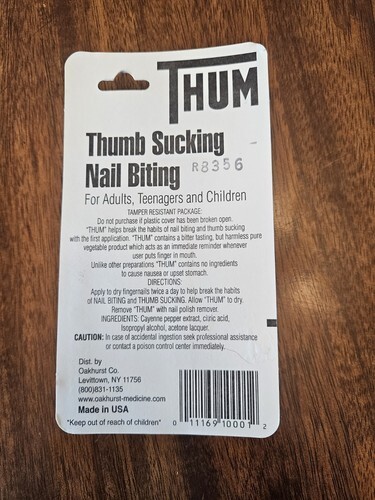 THUM
Thumb Sucking
Nail Biting R8356
For Adults, Teenagers and Children
TAMPER RESISTANT PACKAGE:
Do not purchase if plastic cover has been broken open.
"THUM" helps break the habits of nail biting and thumb sucking
with the first application. "THUM" contains a bitter tasting, but harmless pure
vegetable product which acts as an immediate reminder whenever
user puts finger in mouth.
Unlike other preparations "THUM" contains no ingredients
to cause nausea or upset stomach.
DIRECTIONS:
Apply to dry fingernails twice a day to help break the habits
of NAIL BITING and THUMB SUCKING. Allow "THUM" to dry.
Remove "THUM" with nail polish remover.
INGREDIENTS: Cayenne pepper extract, citric acid,
Isopropyl alcohol, acetone lacquer.
CAUTION: In case of accidental ingestion seek professional assistance
or contact a poison control center immediately.
Dist. by
Oakhurst Co.
Levittown, NY 11756
(800)831-1135
www.oakhurst-medicine.com
Made in USA
"Keep out of reach of children"
0 11169 10001 2